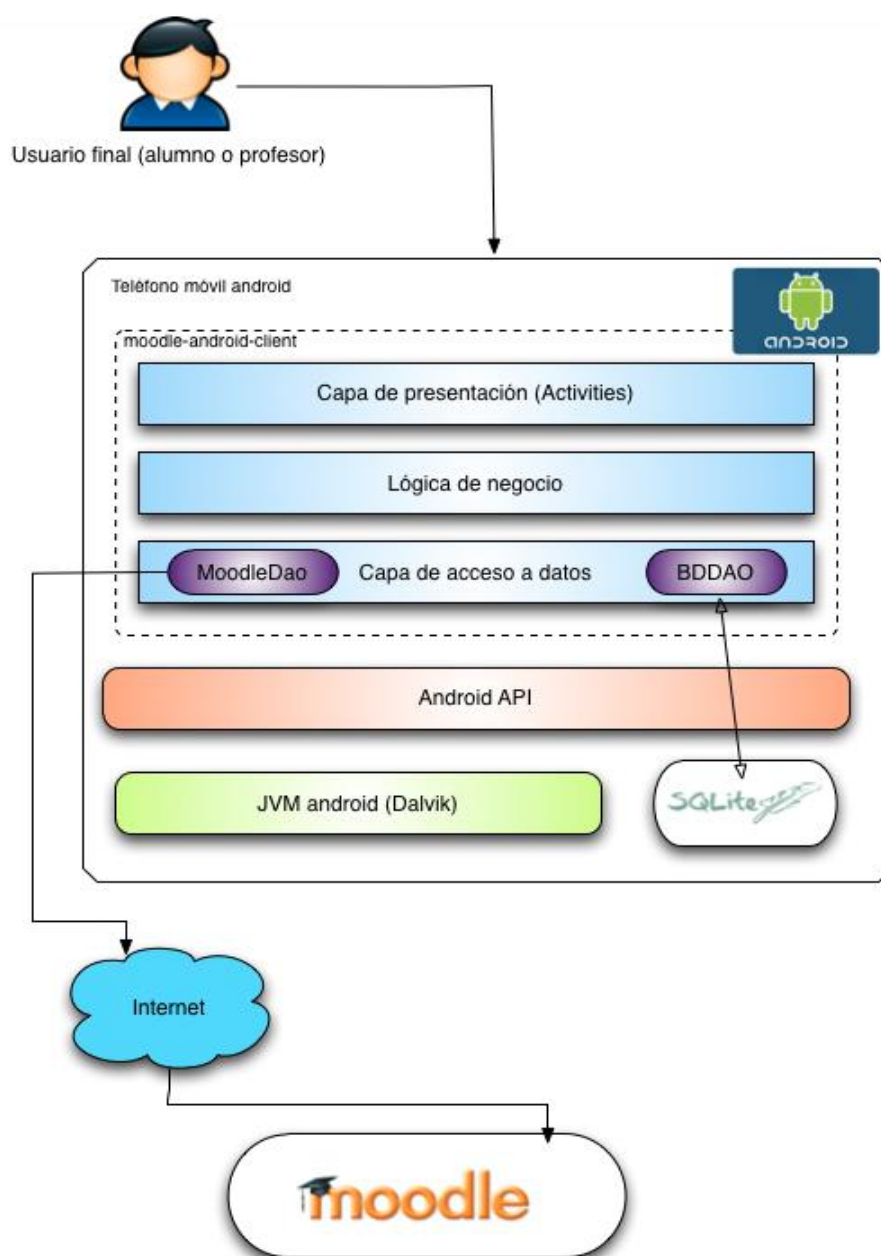 Usuario final (alumno o profesor)
Teléfono móvil android
ANDROID
moodle-android-client
Capa de presentación (Activities)
Lógica de negocio
MoodleDao
Capa de acceso a datos
BDDAO
Android API
JVM android (Dalvik)
SQLite
Internet
moodle